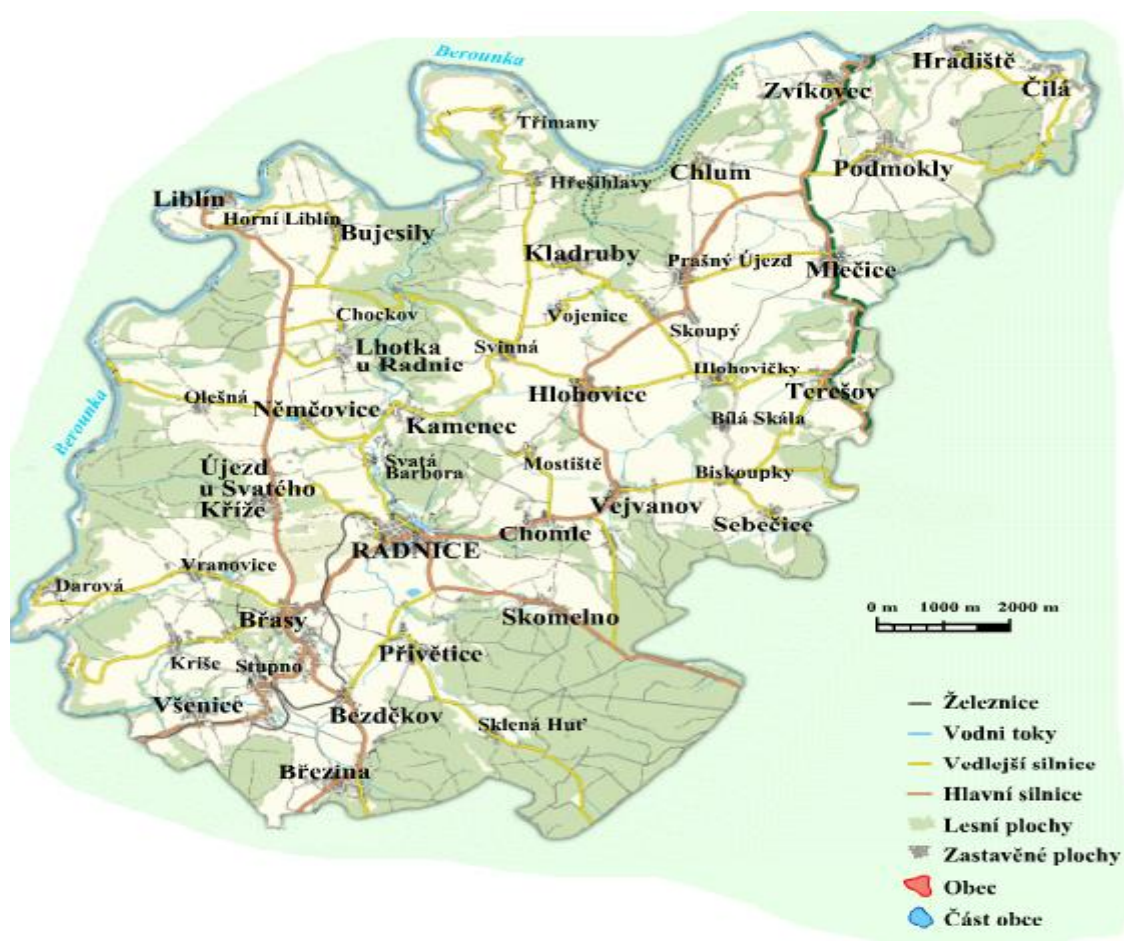 Berounka
Hradiště
Čilá
Zvíkovec
Třímany
Podmokly
Chlum
Hřešihlavy
Liblín
Horní Liblín
Bujesily
Kladruby
Prašný Újezd
Mlečice
Chockov
Vojenice
Skoupý
Lhotka
u Radnic
Svinná
Hlohovičky
Hlohovice
Terešov
Olešná
Němčovice
Kamenec
Bílá Skála
Berounka
Svatá
Barbora
Mostiště
Biskoupky
Újezd
u Svatého
Kříže
Vejvanov
Sebečice
Chomle
RADNICE
Vranovice
Darová
Skomelno
Břasy
Přívětice
Kříše
Stupno
Všenice
Bezděkov
Sklená Huť
Březina
0 m 1000 m 2000 m
Železnice
Vodni toky
Vedlejší silnice
Hlavní silnice
Lesní plochy
Zastavěné plochy
Obec
Část obce